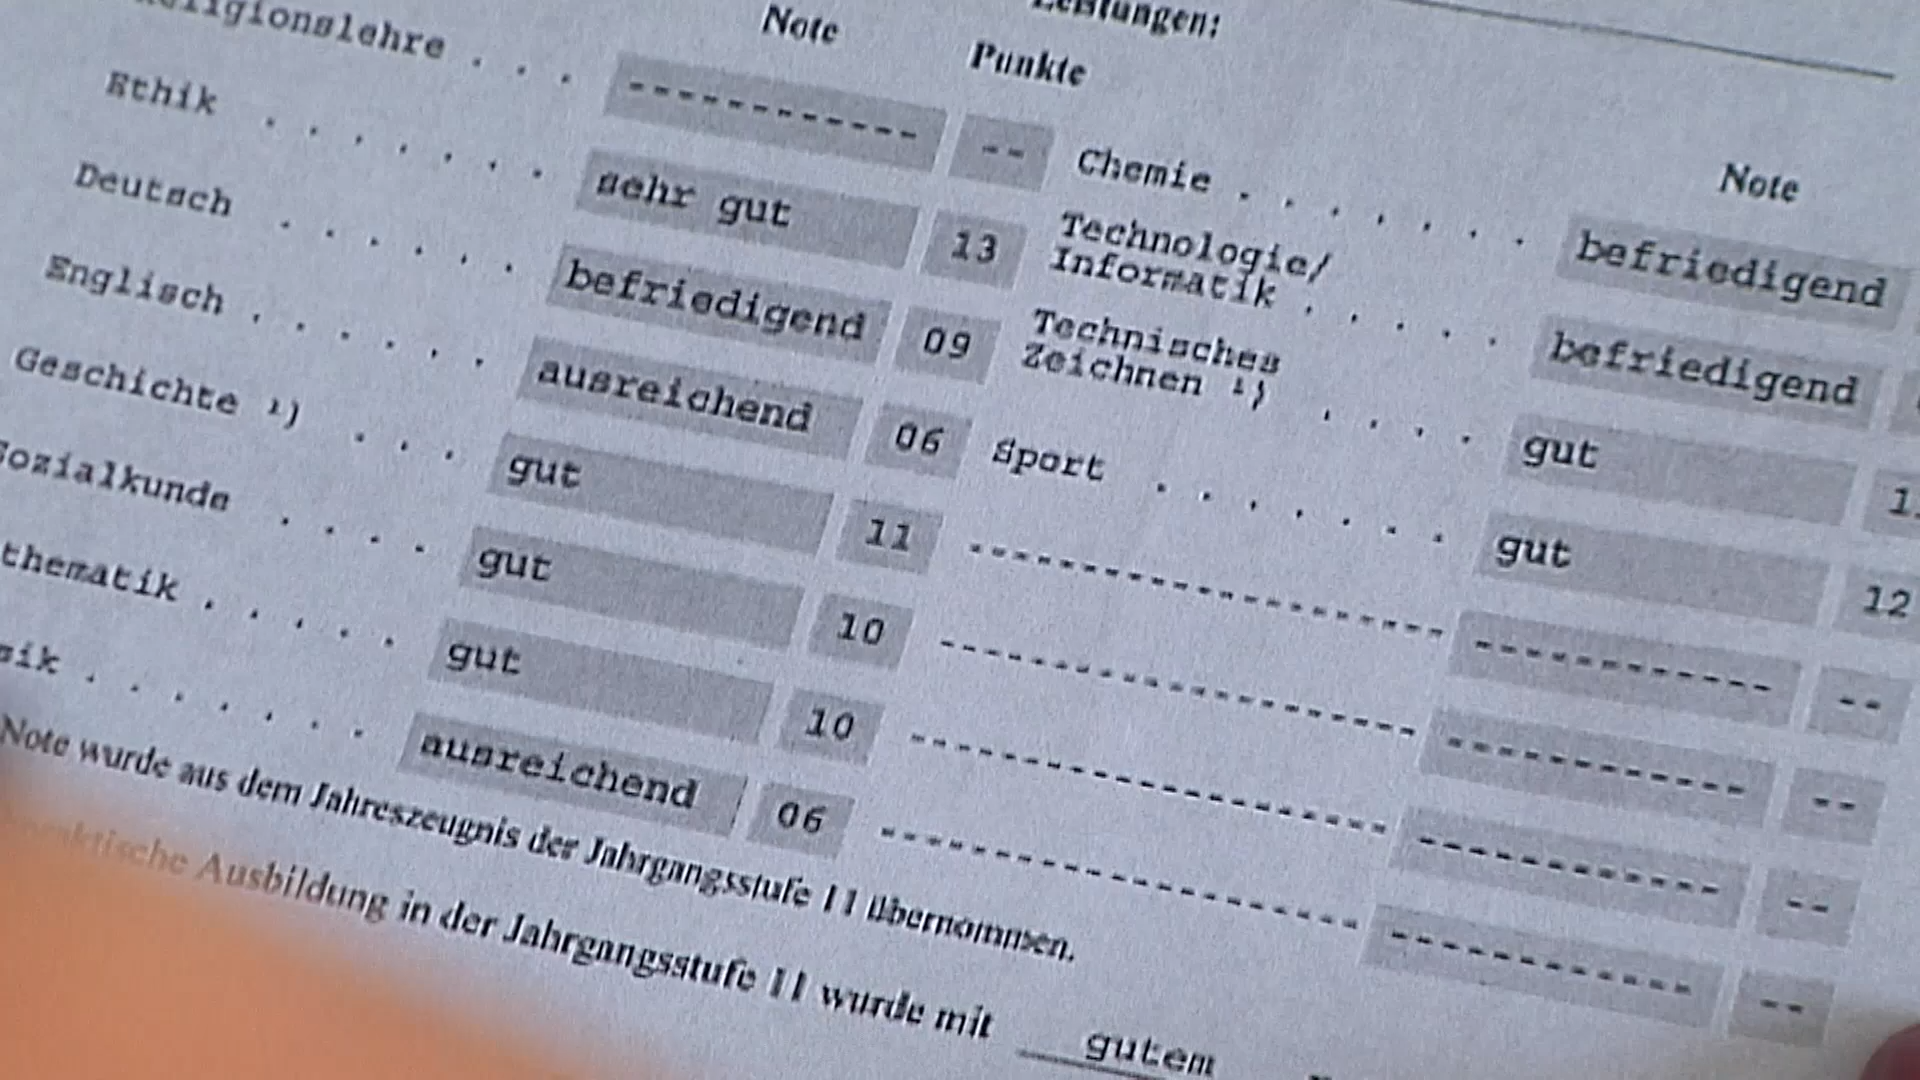 Leistungen:
Note Punkte
Note
Religionslehre . . . ----------- --
Ethik . . . . . . . sehr gut 13
Deutsch . . . . . . befriedigend 09
Englisch . . . . . . ausreichend 06
Geschichte ¹) . . . gut 11
Sozialkunde . . . . gut 10
thematik . . . . . gut 10
sik . . . . . . . ausreichend 06
Chemie . . . . . . . befriedigend
Technologie/
Informatik . . . . . befriedigend
Technisches
Zeichnen ¹) . . . . gut
Sport . . . . . . . gut 12
----------- --
----------- --
----------- --
----------- --
Note wurde aus dem Jahreszeugnis der Jahrgangsstufe 11 übernommen.
praktische Ausbildung in der Jahrgangsstufe 11 wurde mit gutem